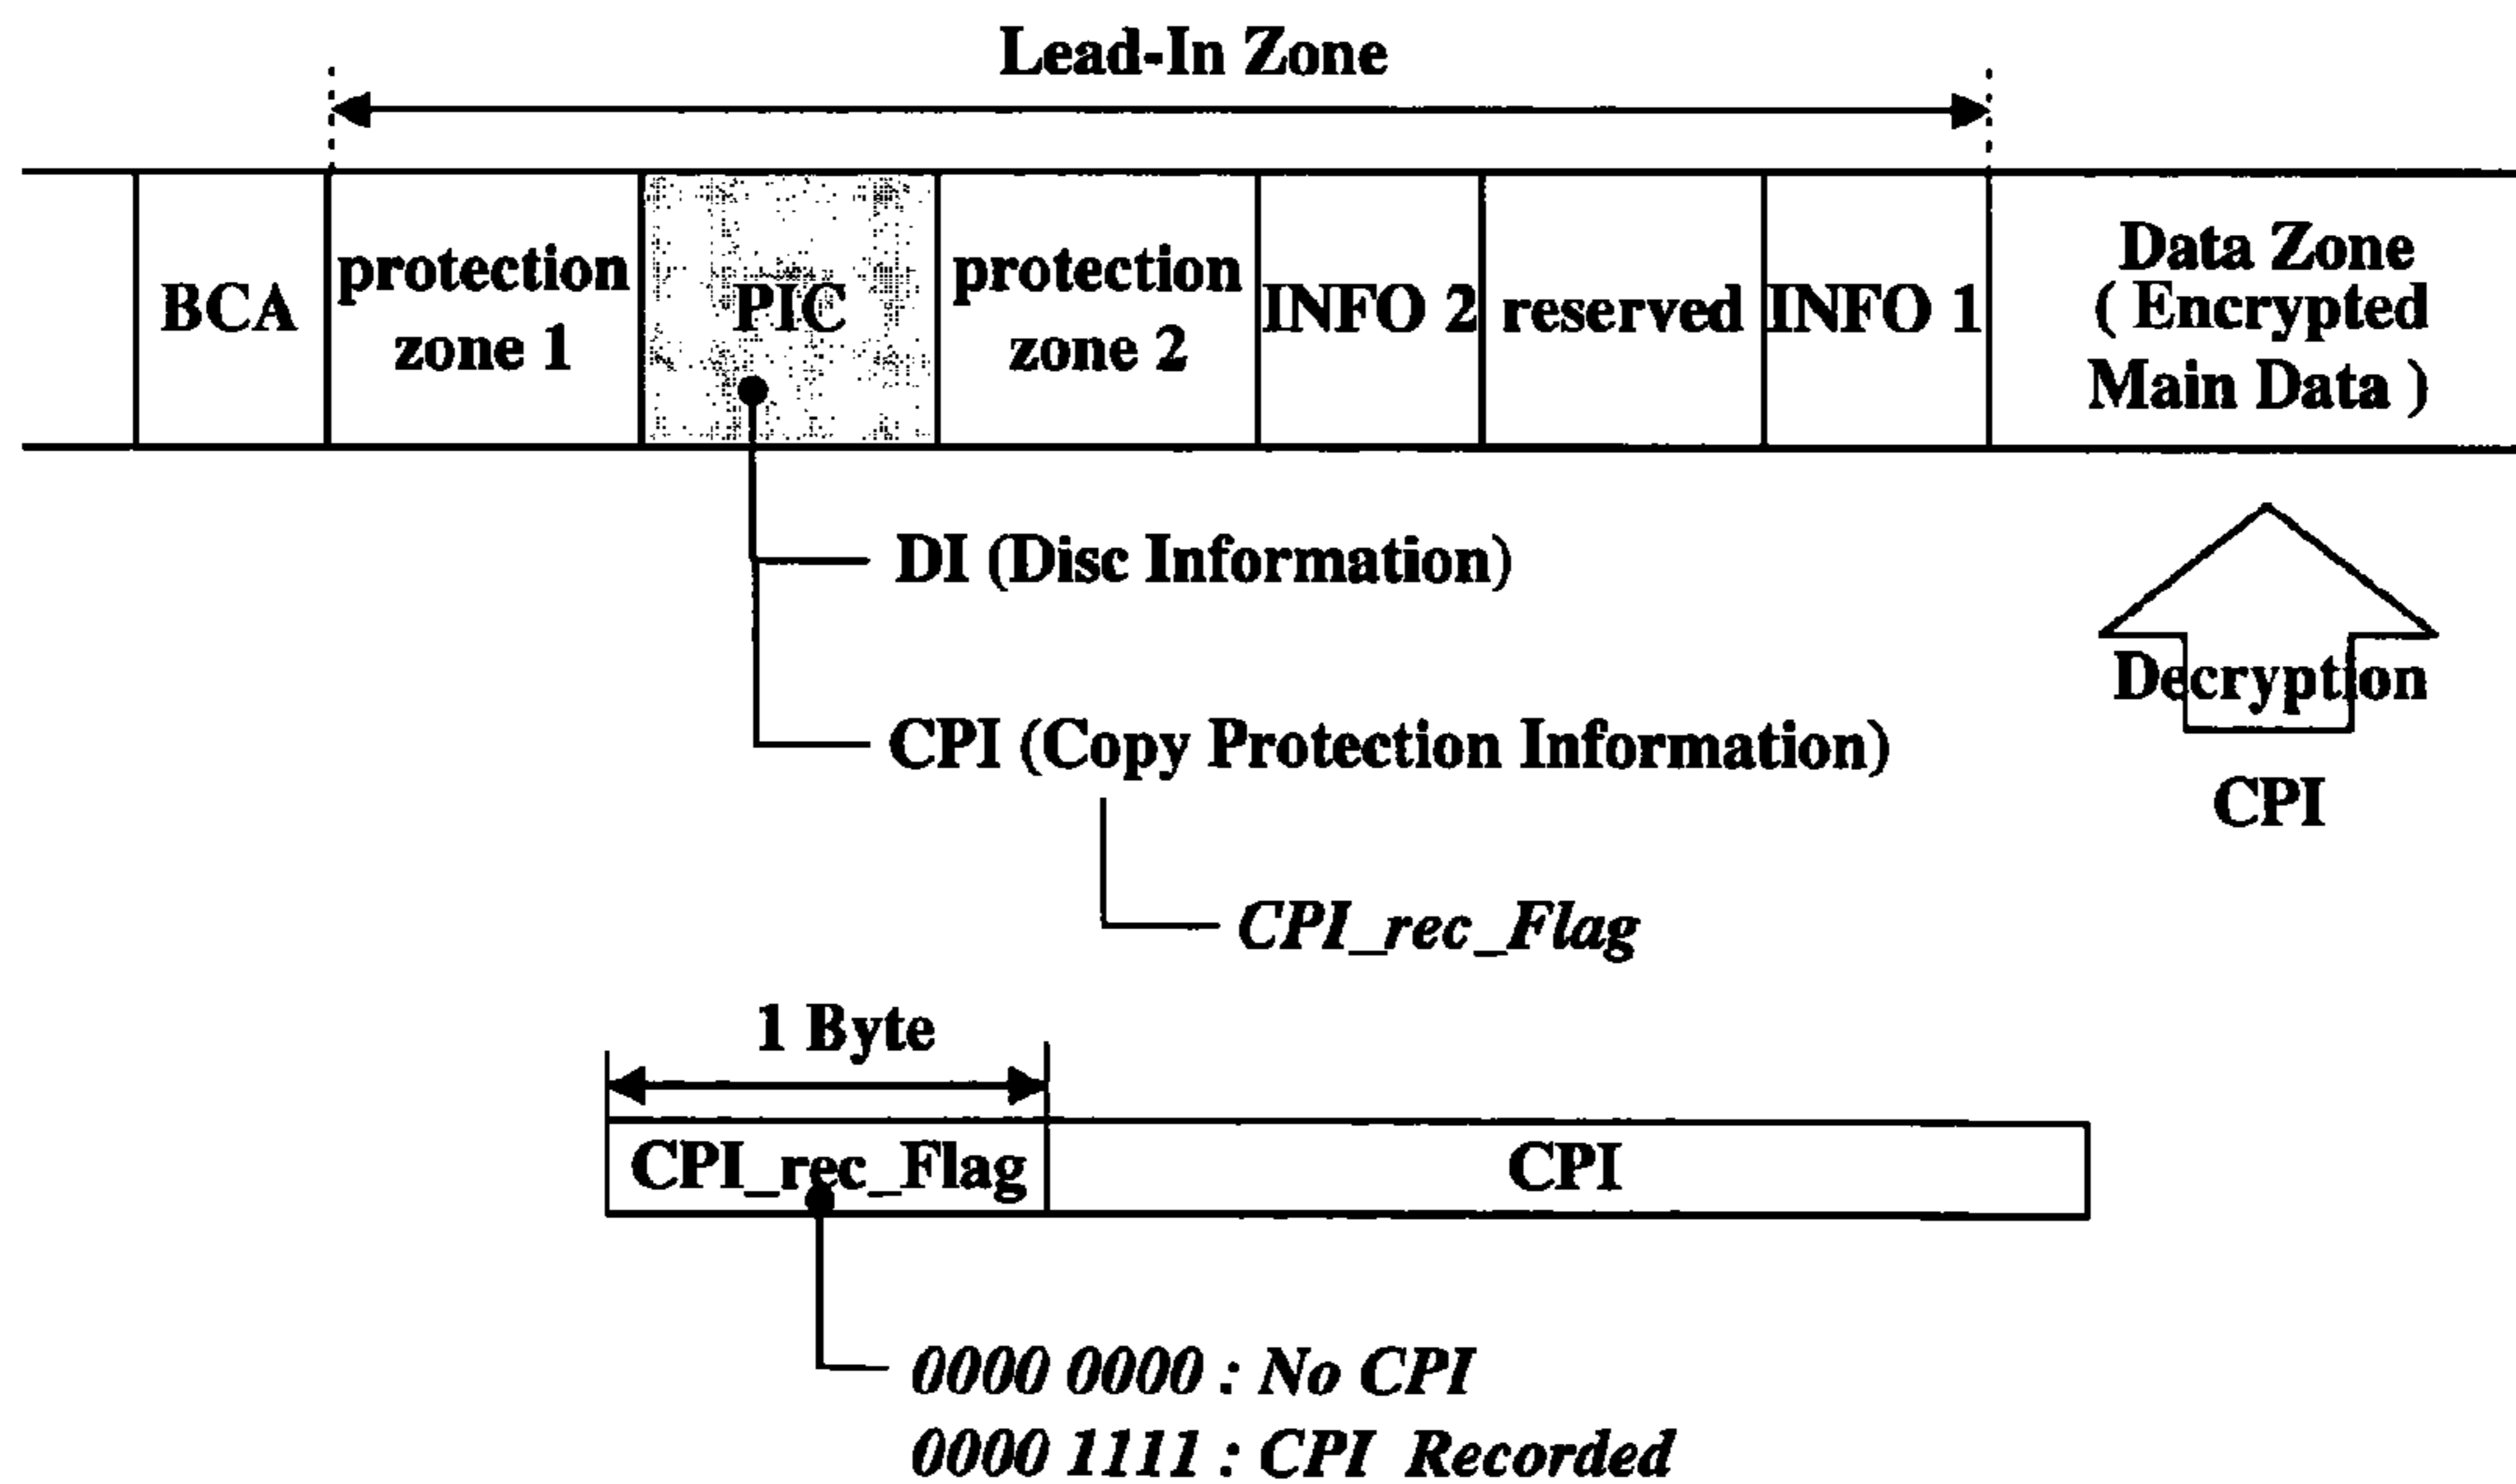 Lead-In Zone
BCA
protection
zone 1
PIC
protection
zone 2
INFO 2
reserved
INFO 1
Data Zone
( Encrypted
Main Data )
DI (Disc Information)
CPI (Copy Protection Information)
CPI_rec_Flag
Decryption
CPI
1 Byte
CPI_rec_Flag
CPI
0000 0000 : No CPI
0000 1111 : CPI Recorded